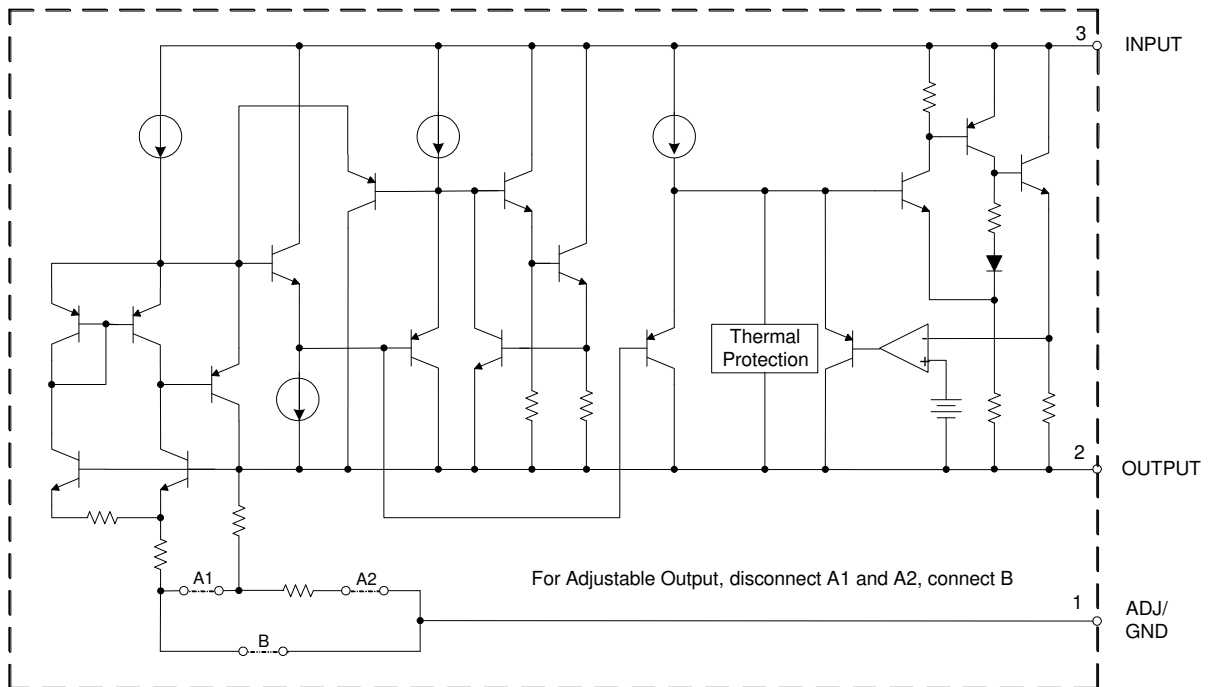 3
INPUT
Thermal
Protection
-
+
2
OUTPUT
A1
A2
For Adjustable Output, disconnect A1 and A2, connect B
1
ADJ/
GND
B